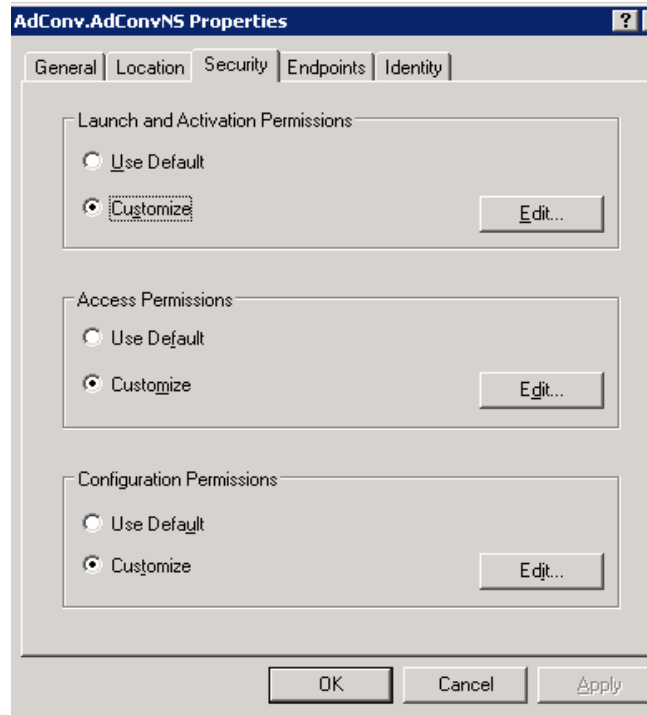 AdConv.AdConvNS Properties
?
General Location Security Endpoints Identity
Launch and Activation Permissions
Use Default
Customize
Edit...
Access Permissions
Use Default
Customize
Edit...
Configuration Permissions
Use Default
Customize
Edit...
OK Cancel Apply